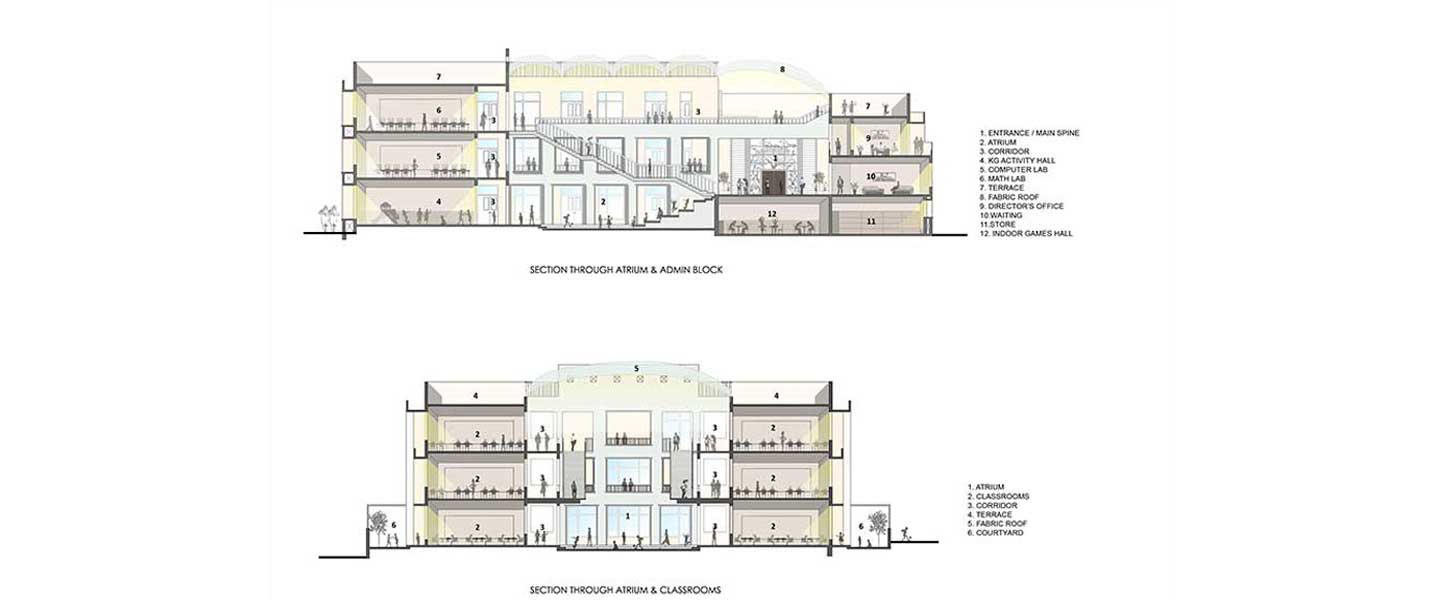 7
8
6
3
3
7
9
5
3
1
10
4
3
2
12
11
1. ENTRANCE / MAIN SPINE
2. ATRIUM
3. CORRIDOR
4. KG ACTIVITY HALL
5. COMPUTER LAB
6. MATH LAB
7. TERRACE
8. FABRIC ROOF
9. DIRECTOR'S OFFICE
10.WAITING
11.STORE
12. INDOOR GAMES HALL
SECTION THROUGH ATRIUM & ADMIN BLOCK
5
4
4
2
3
3
2
2
3
3
2
6
2
3
1
3
2
6
1. ATRIUM
2. CLASSROOMS
3. CORRIDOR
4. TERRACE
5. FABRIC ROOF
6. COURTYARD
SECTION THROUGH ATRIUM & CLASSROOMS